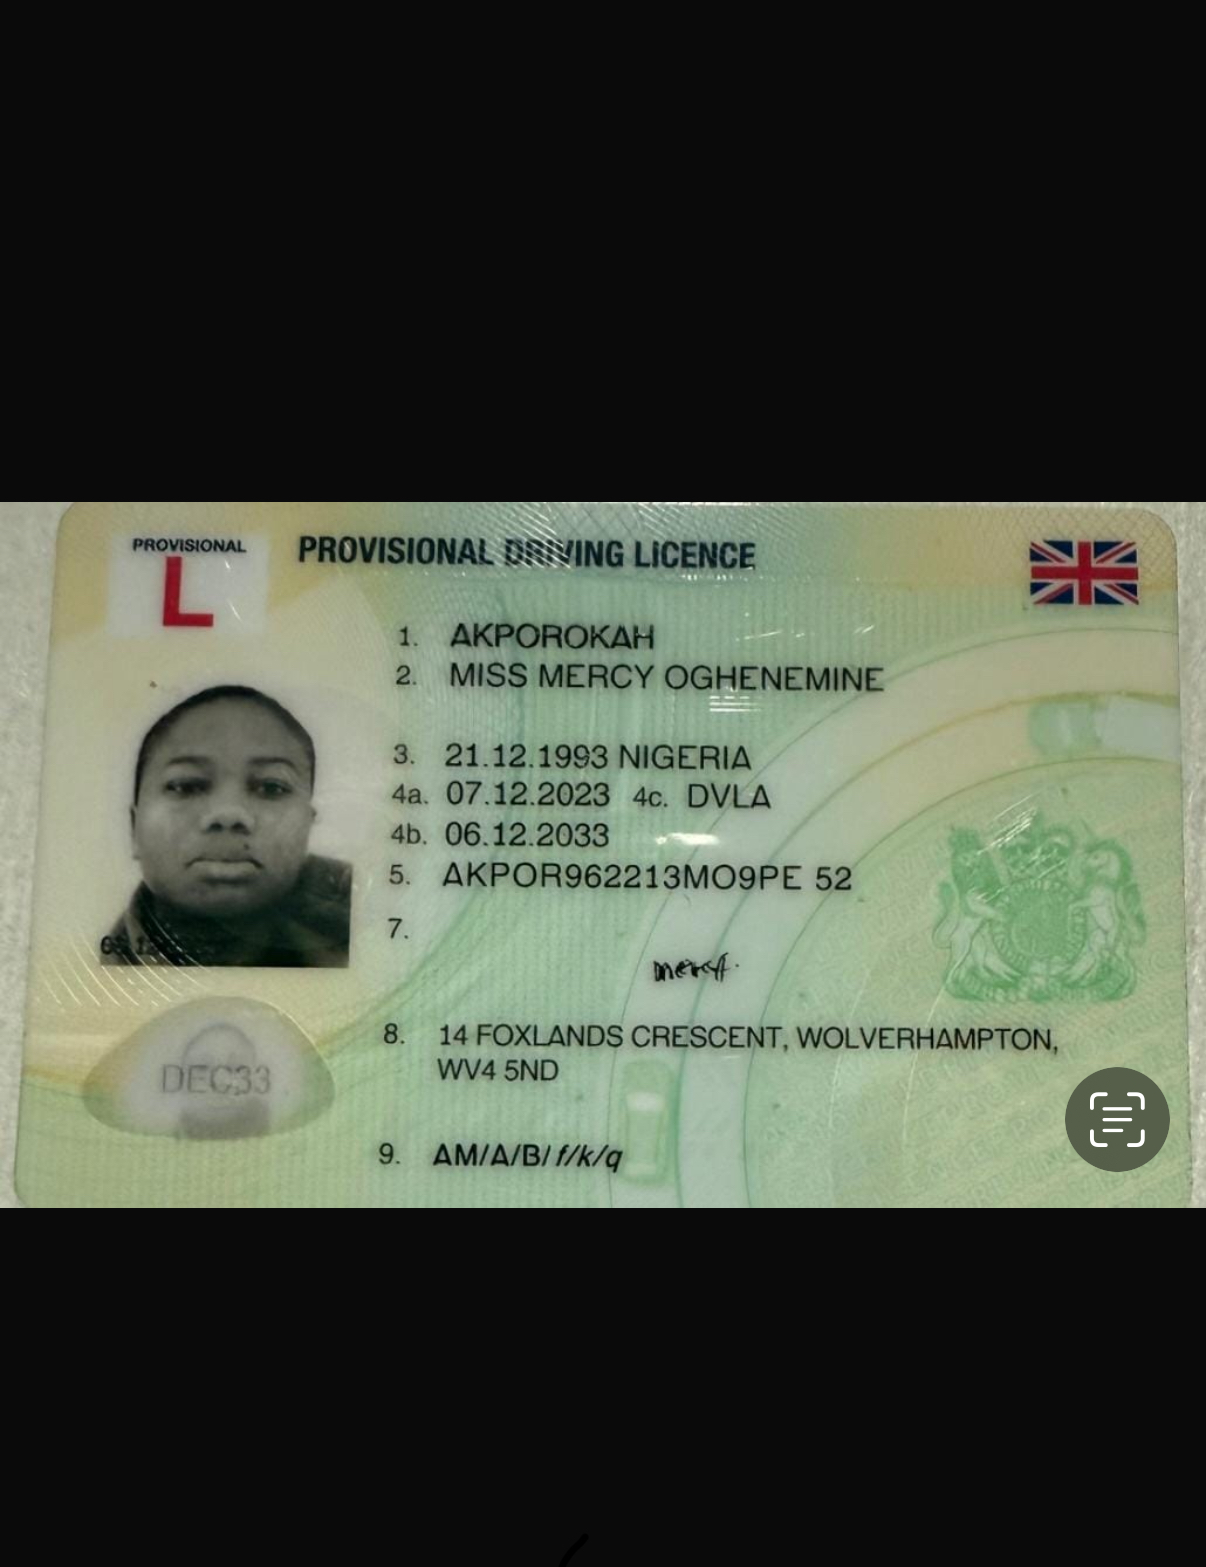 PROVISIONAL
L
PROVISIONAL DRIVING LICENCE
1. AKPOROKAH
2. MISS MERCY OGHENEMINE
3. 21.12.1993 NIGERIA
4a. 07.12.2023 4c. DVLA
4b. 06.12.2033
5. AKPOR962213MO9PE 52
7.
8. 14 FOXLANDS CRESCENT, WOLVERHAMPTON,
WV4 5ND
DEC33
9. AM/A/B/f/k/q